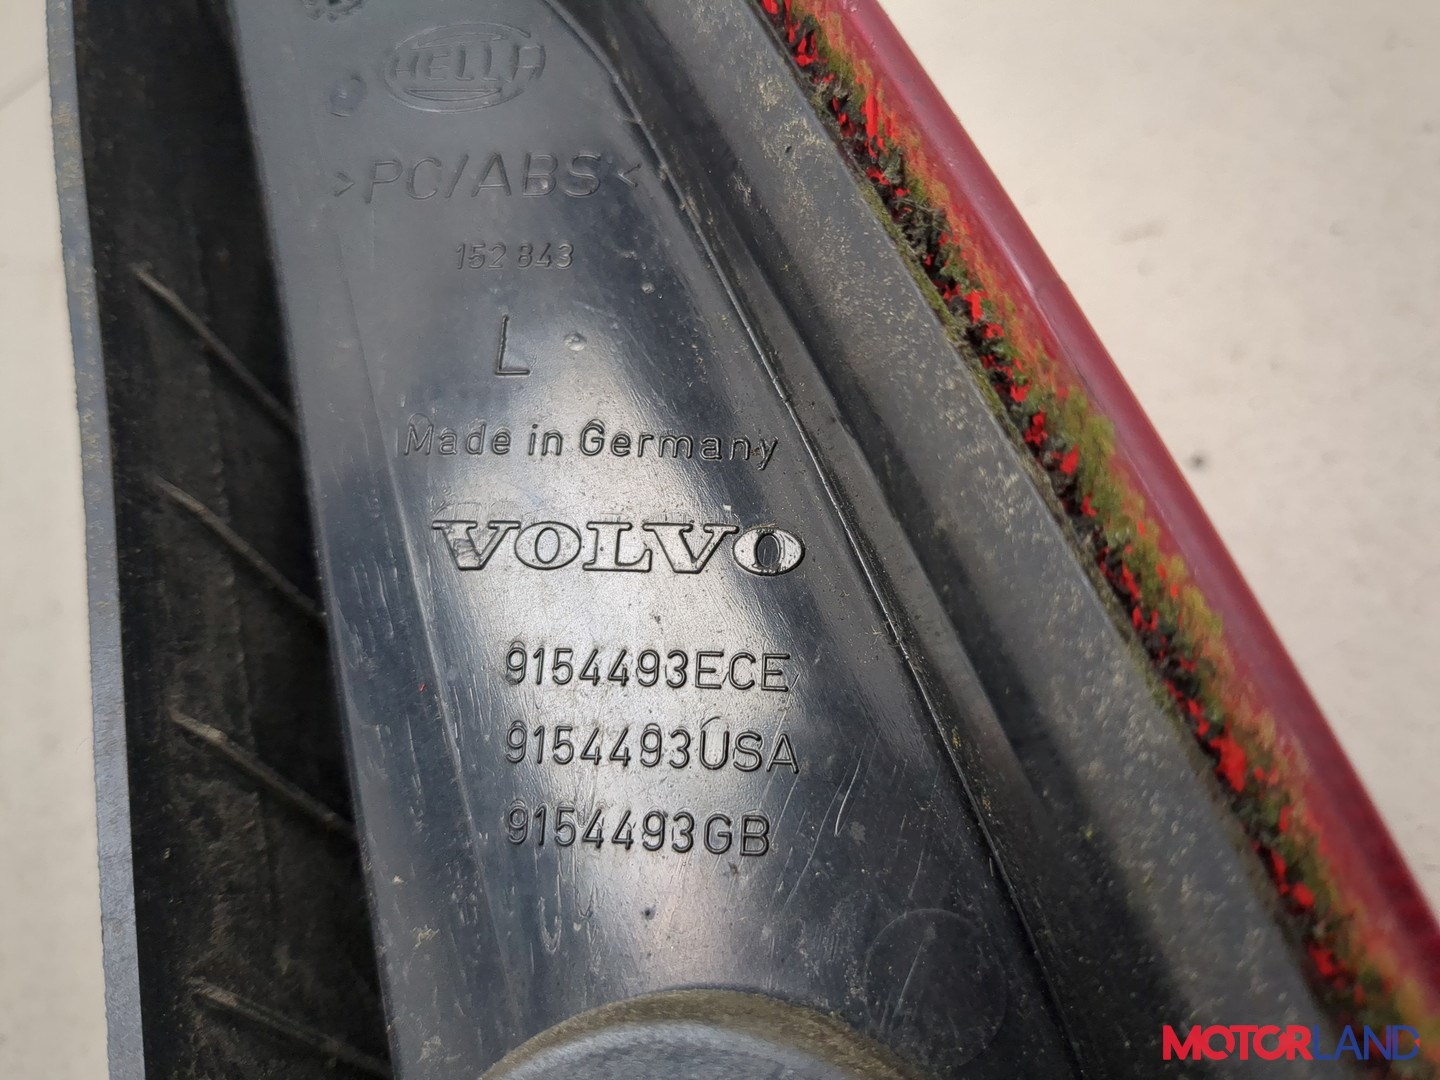 HELLA
>PC/ABS<
152 843
L
Made in Germany
VOLVO
9154493ECE
9154493USA
9154493GB
MOTORLAND